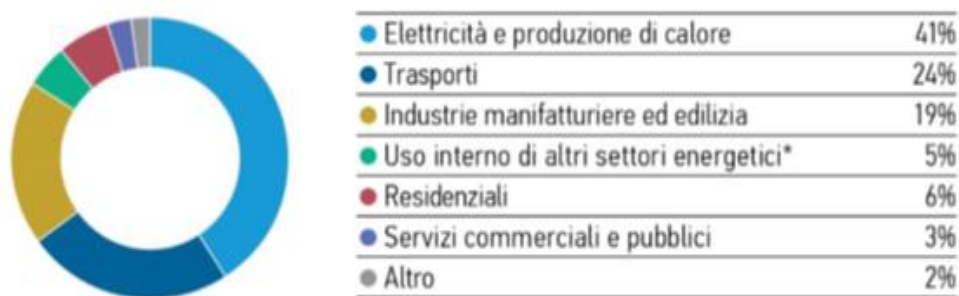 Elettricità e produzione di calore 41%
Trasporti 24%
Industrie manifatturiere ed edilizia 19%
Uso interno di altri settori energetici* 5%
Residenziali 6%
Servizi commerciali e pubblici 3%
Altro 2%